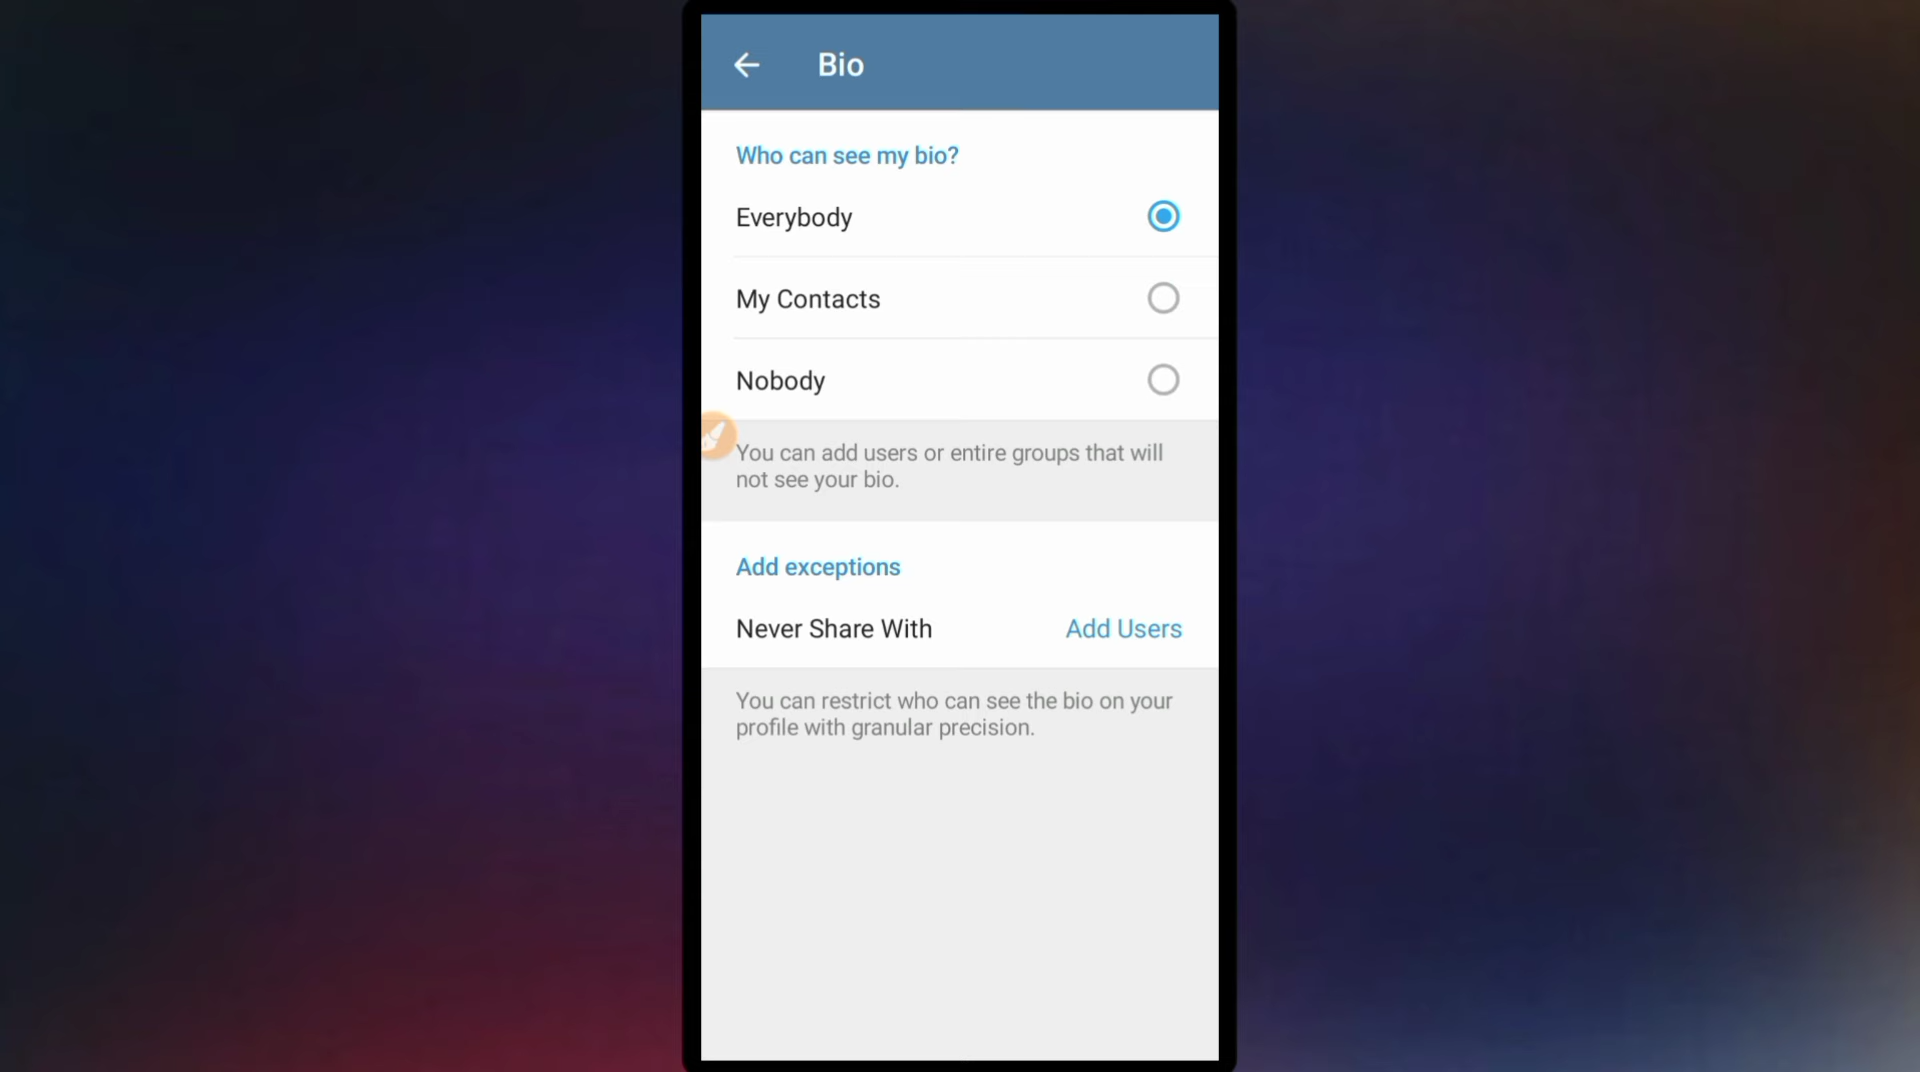 Bio
Who can see my bio?
Everybody
My Contacts
Nobody
You can add users or entire groups that will
not see your bio.
Add exceptions
Never Share With Add Users
You can restrict who can see the bio on your
profile with granular precision.